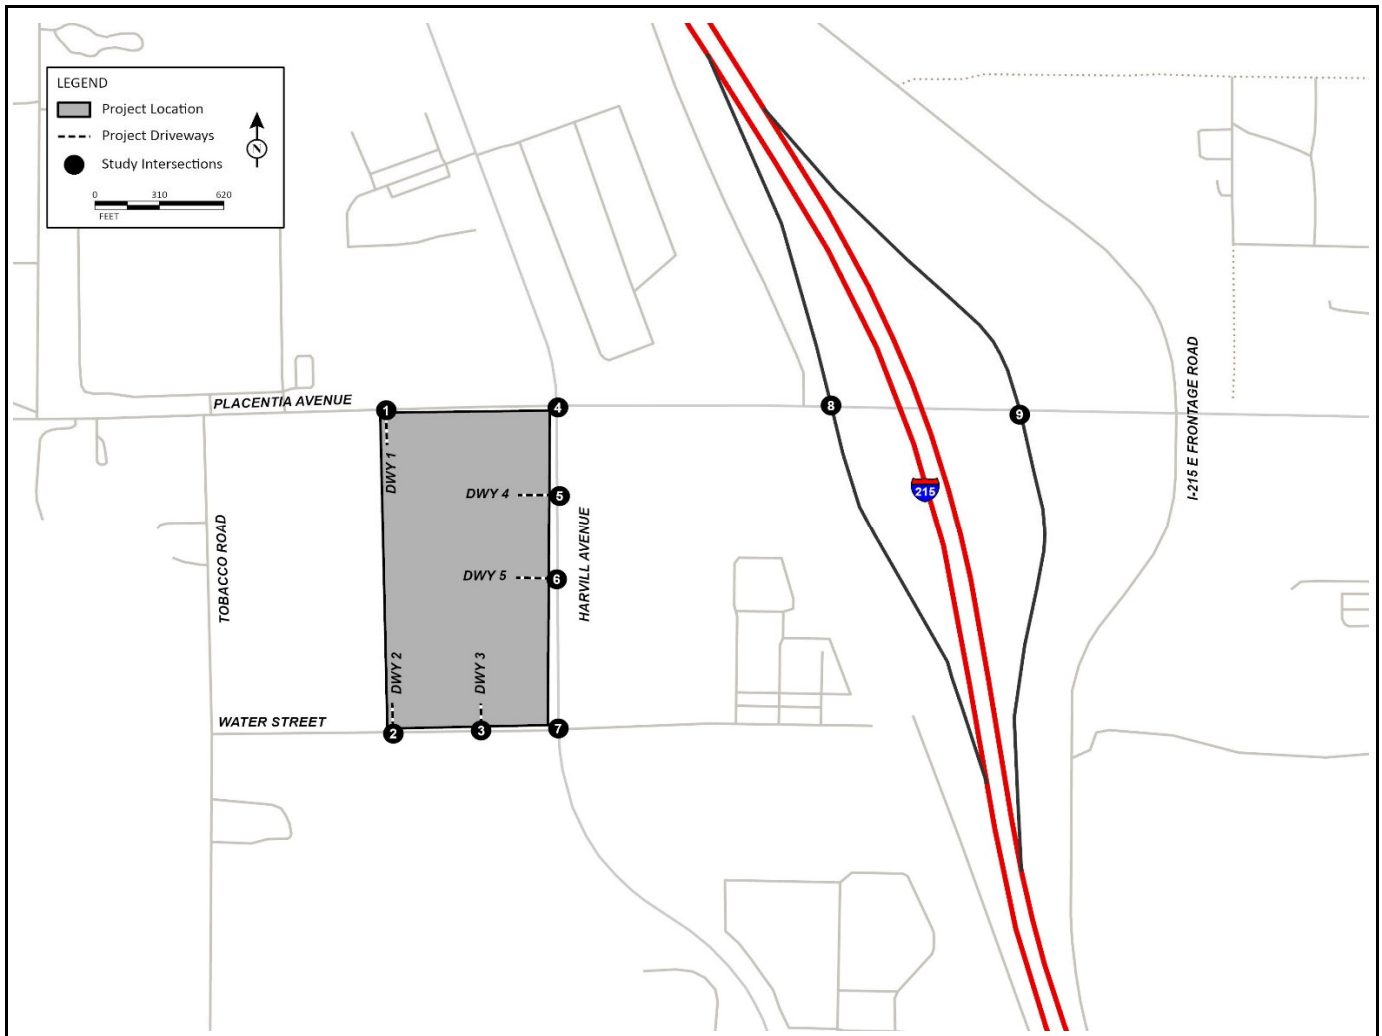 LEGEND
Project Location
Project Driveways
N
Study Intersections
0 310 620
FEET
I-215 E FRONTAGE ROAD
PLACENTIA AVENUE
1
4
8
9
DWY 1
DWY 4
5
215
TOBACCO ROAD
HARVILL AVENUE
DWY 5
6
DWY 2
DWY 3
WATER STREET
2
3
7